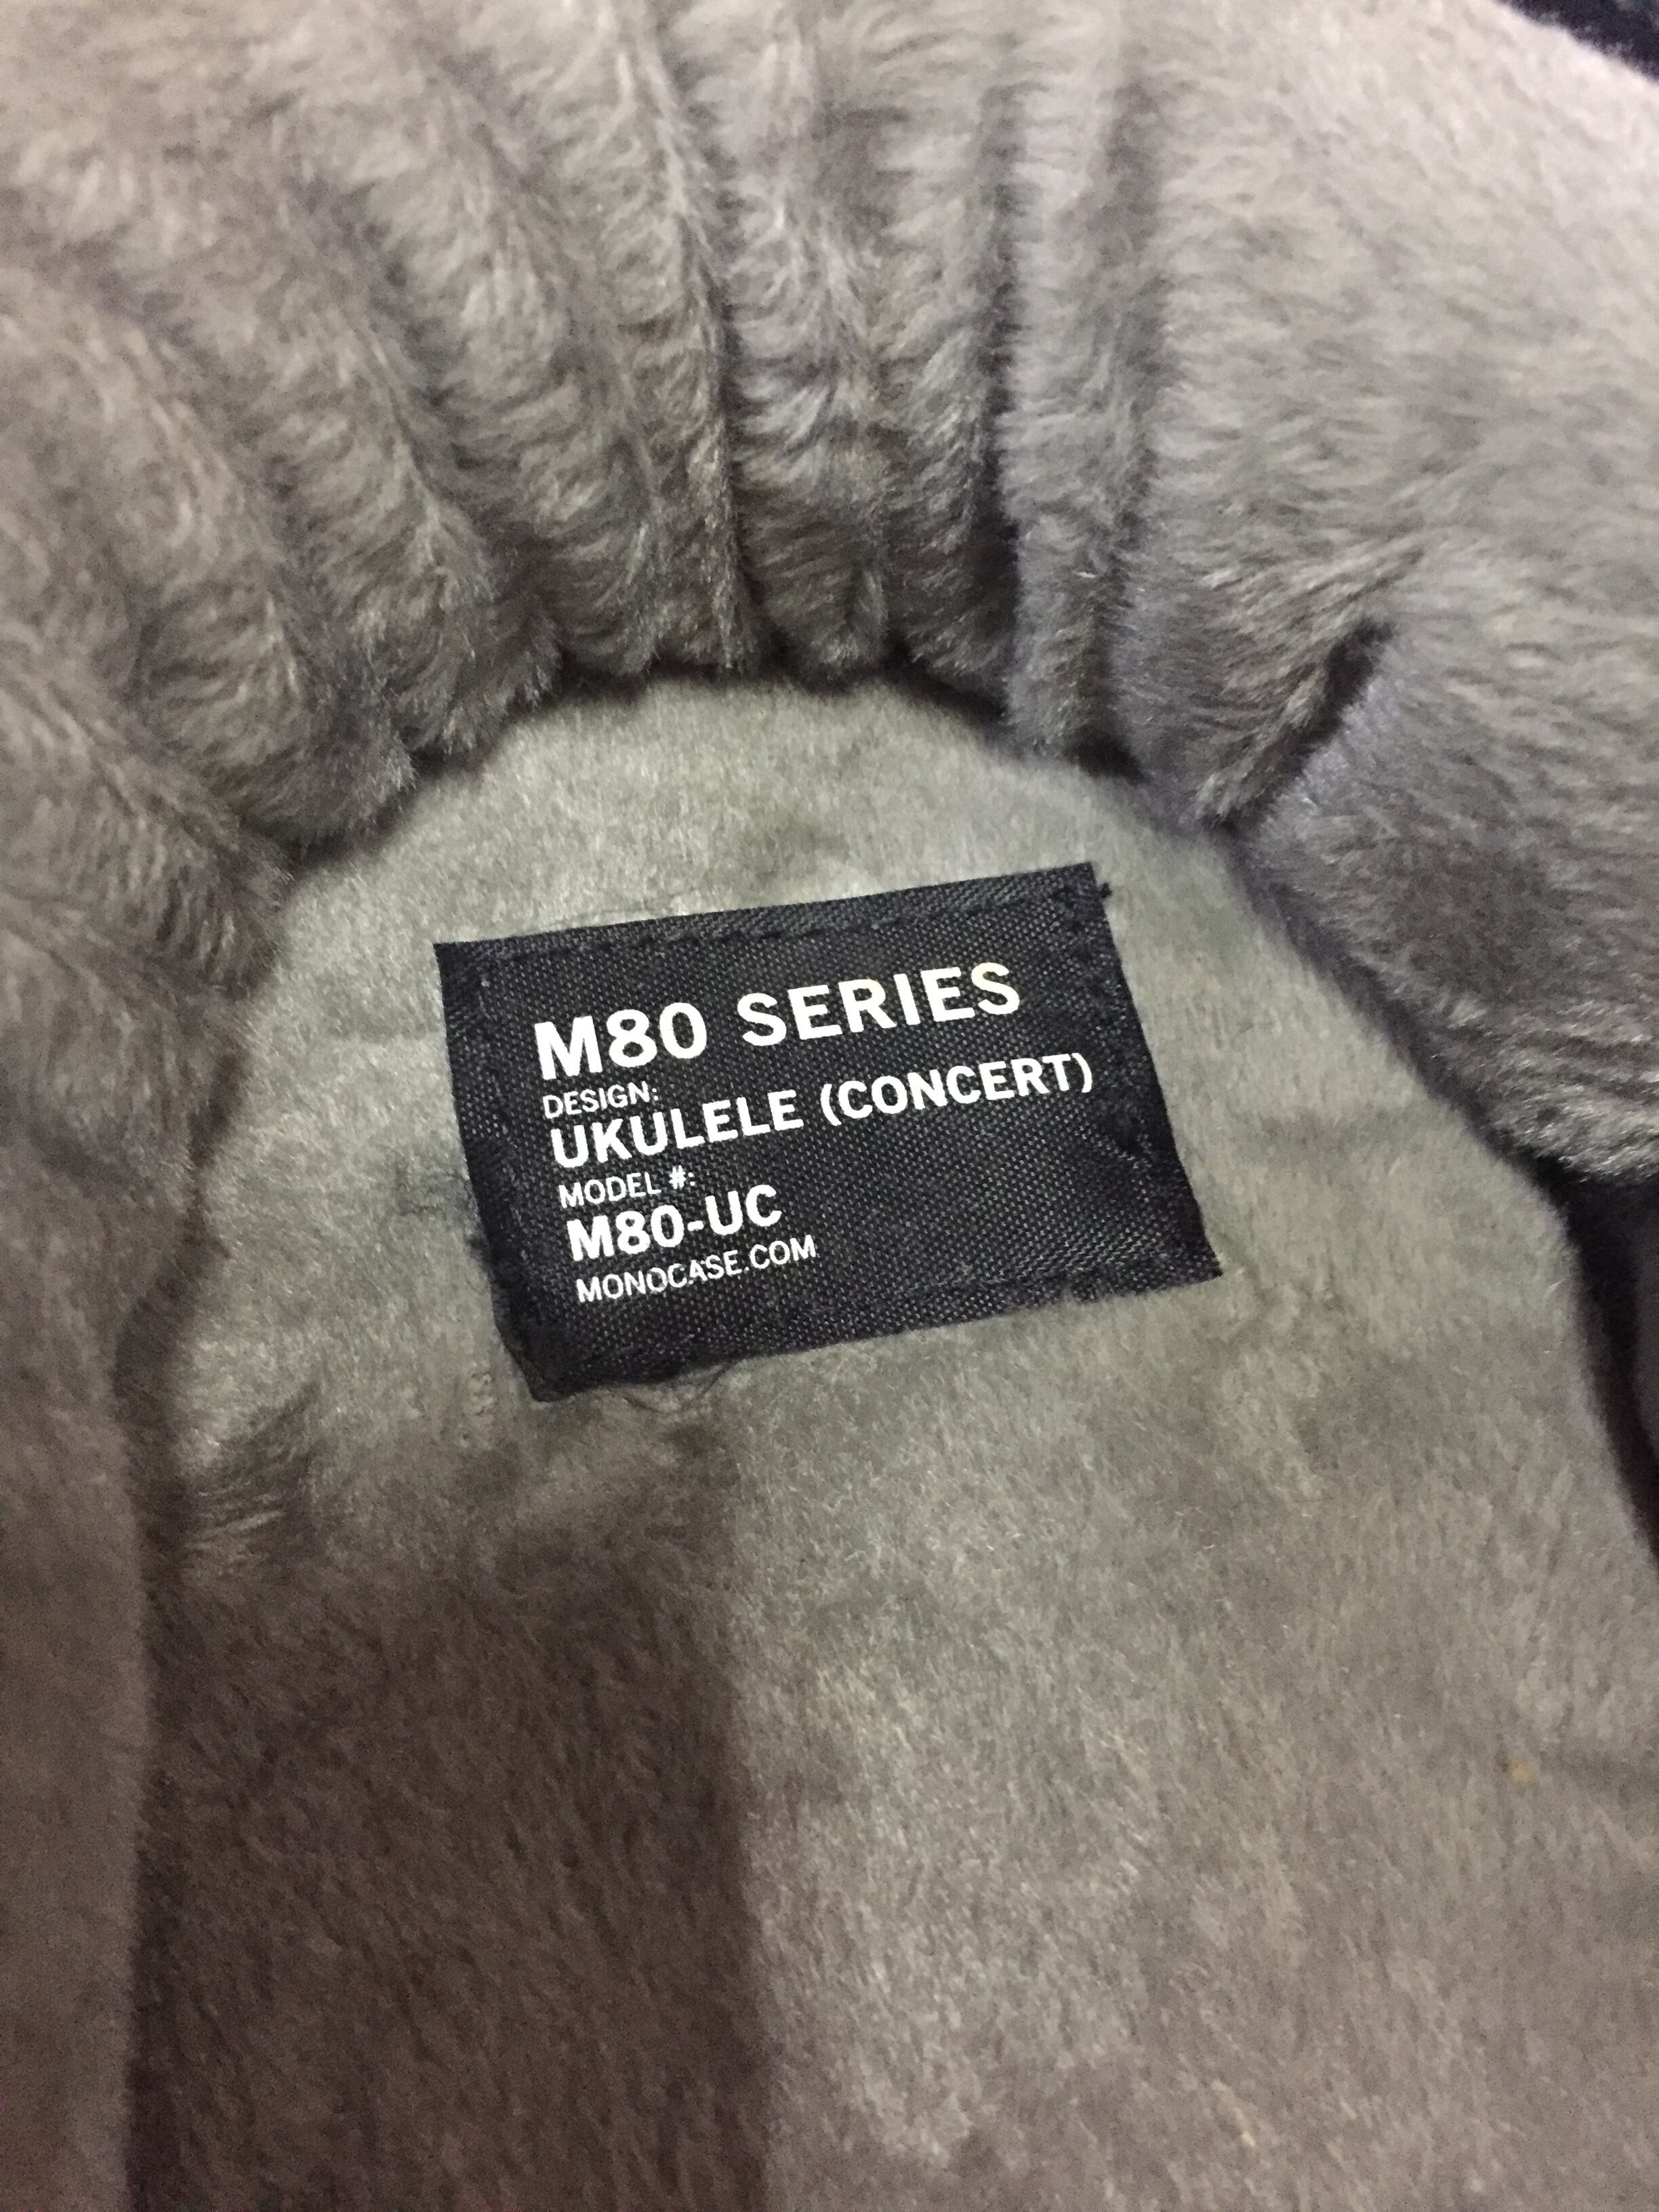 M80 SERIES
DESIGN:
UKULELE (CONCERT)
MODEL #:
M80-UC
MONOCASE.COM